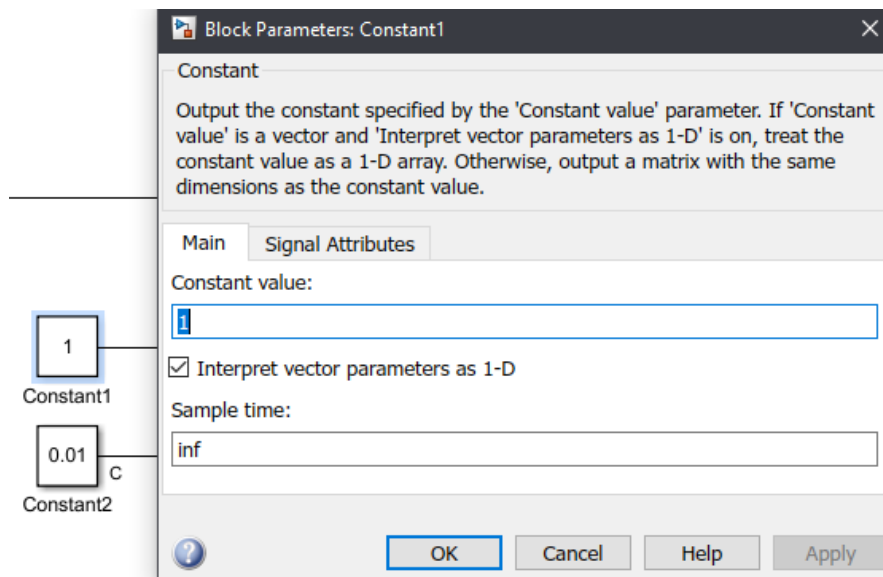 Block Parameters: Constant1
Constant
Output the constant specified by the 'Constant value' parameter. If 'Constant
value' is a vector and 'Interpret vector parameters as 1-D' is on, treat the
constant value as a 1-D array. Otherwise, output a matrix with the same
dimensions as the constant value.
Main Signal Attributes
Constant value:
1
Interpret vector parameters as 1-D
Sample time:
inf
OK Cancel Help Apply
1
Constant1
0.01
C
Constant2